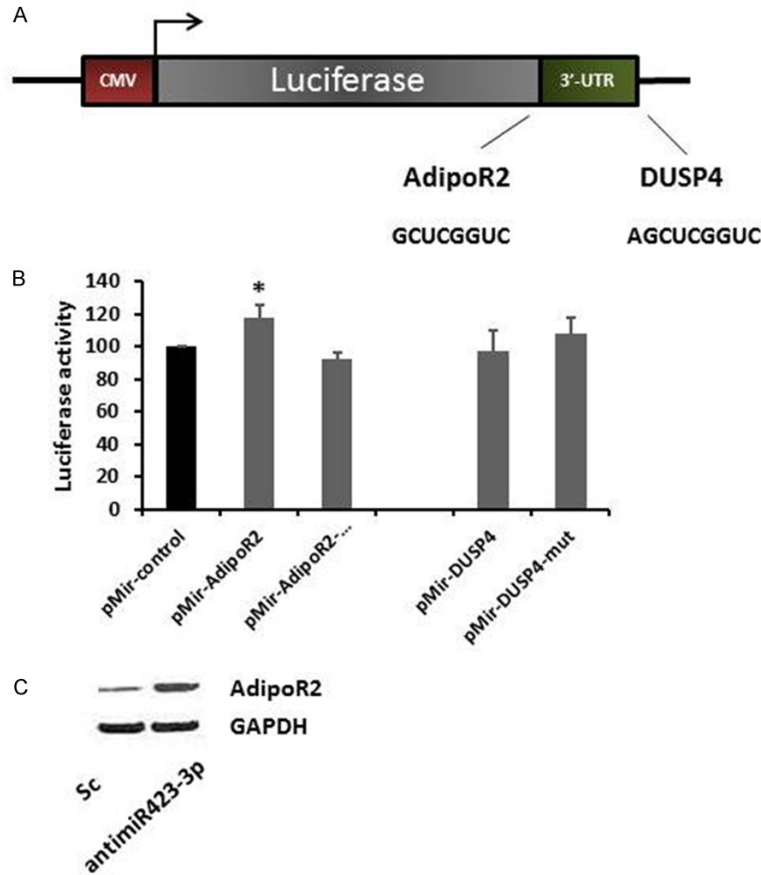 A
CMV
Luciferase
3'-UTR
AdipoR2
DUSP4
GCUCGGUC
AGCUCGGUC
B
Luciferase activity
140
120
100
80
60
40
20
0
*
pMir-control
pMir-AdipoR2
pMir-AdipoR2-...
pMir-DUSP4
pMir-DUSP4-mut
C
AdipoR2
GAPDH
Sc
antimiR423-3p